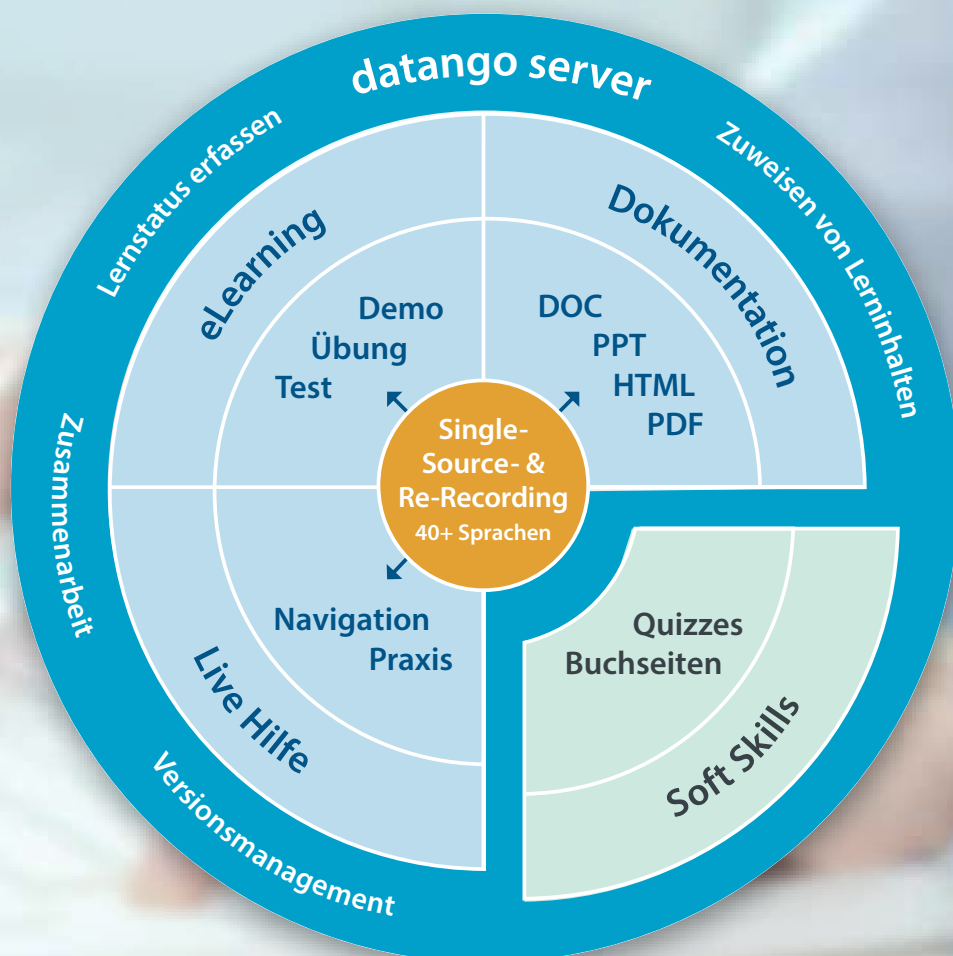 datango server
Lernstatus erfassen
Zuweisen von Lerninhalten
Zusammenarbeit
Versionsmanagement
eLearning
Demo
Übung
Test
Dokumentation
DOC
PPT
HTML
PDF
Single-
Source- &
Re-Recording
40+ Sprachen
Navigation
Praxis
Live Hilfe
Quizzes
Buchseiten
Soft Skills